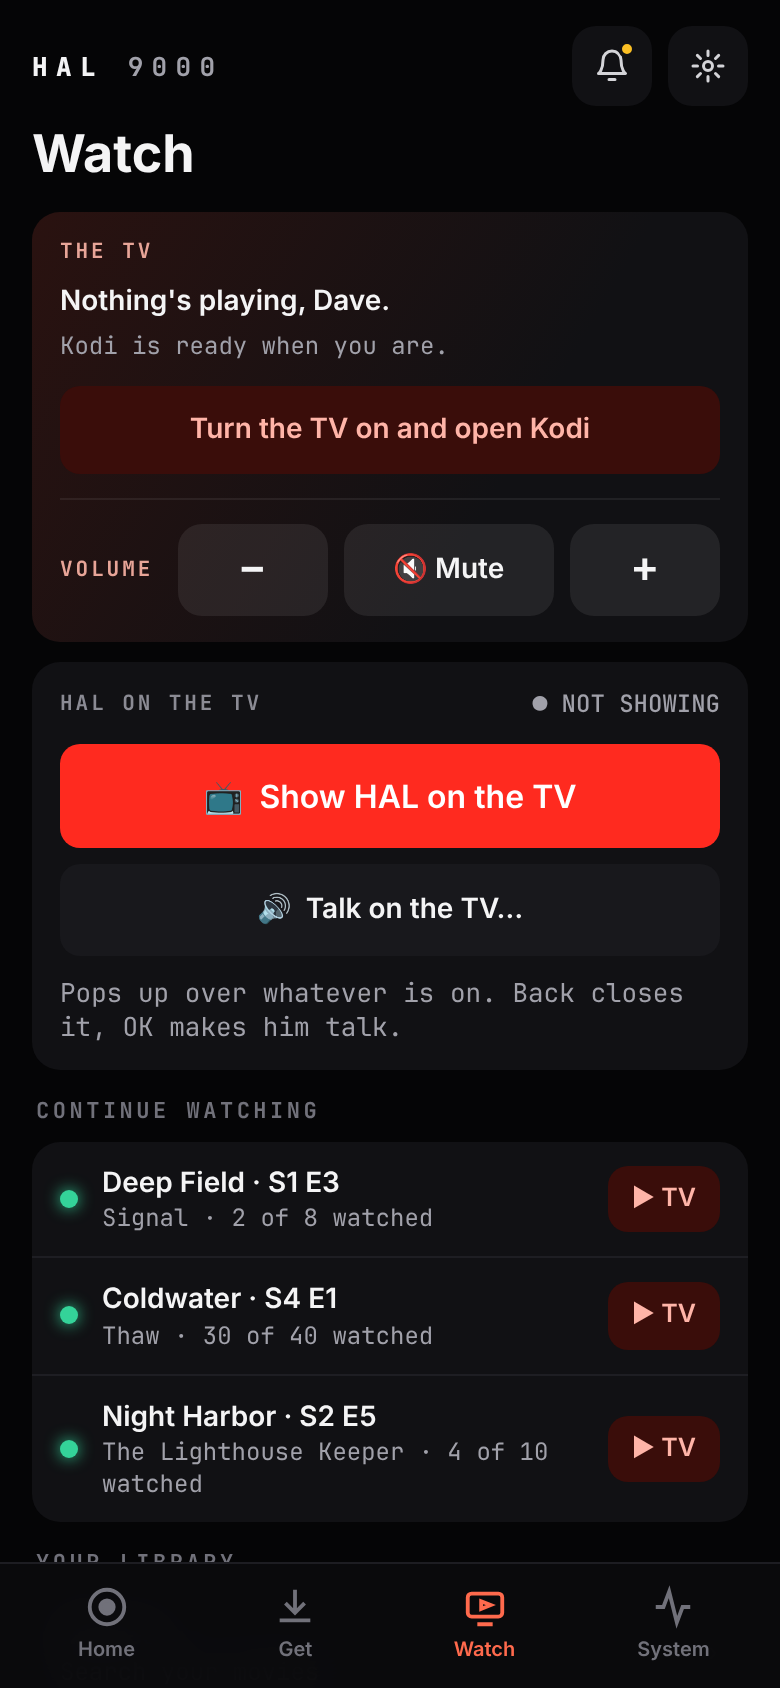 HAL 9000
Watch
THE TV
Nothing's playing, Dave.
Kodi is ready when you are.
Turn the TV on and open Kodi
VOLUME
−
Mute
+
HAL ON THE TV
NOT SHOWING
Show HAL on the TV
Talk on the TV...
Pops up over whatever is on. Back closes
it, OK makes him talk.
CONTINUE WATCHING
Deep Field · S1 E3
Signal · 2 of 8 watched
▶ TV
Coldwater · S4 E1
Thaw · 30 of 40 watched
▶ TV
Night Harbor · S2 E5
The Lighthouse Keeper · 4 of 10
watched
▶ TV
YOUR LIBRARY
Home
Get
Watch
System